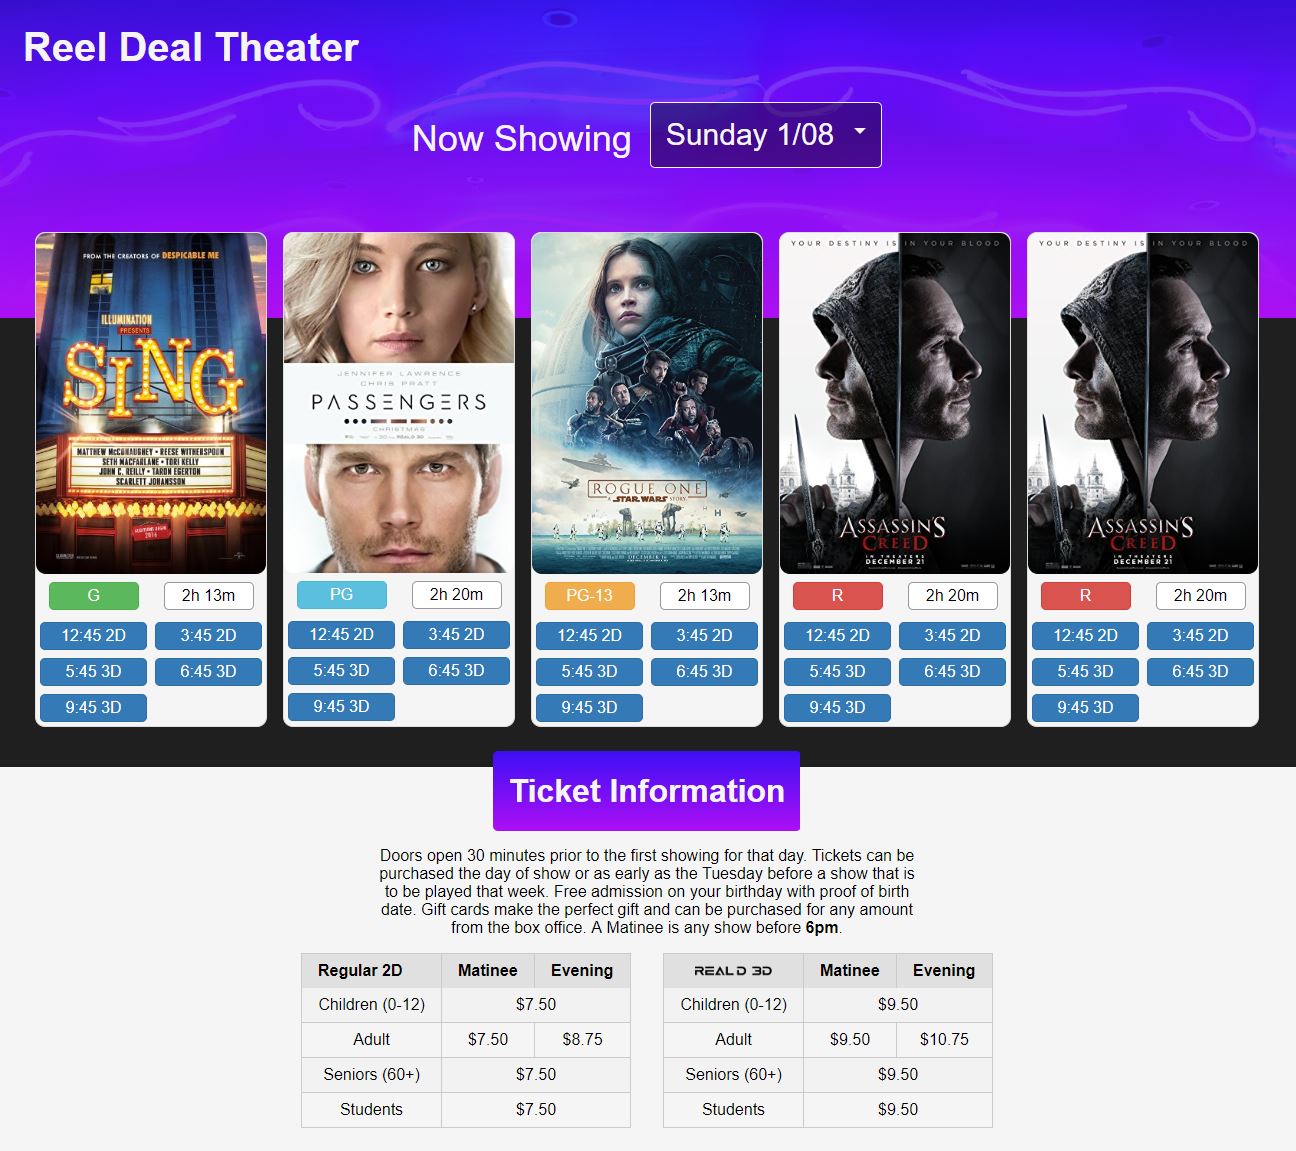 Reel Deal Theater
Now Showing
Sunday 1/08
FROM THE CREATORS OF DESPICABLE ME
ILLUMINATION
PRESENTS
SING
MATTHEW McCONAUGHEY • REESE WITHERSPOON
SETH MACFARLANE • TORI KELLY
JOHN C. REILLY • TARON EGERTON
SCARLETT JOHANSSON
2016
G
2h 13m
12:45 2D
3:45 2D
5:45 3D
6:45 3D
9:45 3D
JENNIFER LAWRENCE
CHRIS PRATT
PASSENGERS
CHRISTMAS
REALD 3D
PG
2h 20m
12:45 2D
3:45 2D
5:45 3D
6:45 3D
9:45 3D
ROGUE ONE
A STAR WARS STORY
DECEMBER 16
PG-13
2h 13m
12:45 2D
3:45 2D
5:45 3D
6:45 3D
9:45 3D
YOUR DESTINY IS IN YOUR BLOOD
ASSASSIN'S
CREED
IN THEATERS
DECEMBER 21
R
2h 20m
12:45 2D
3:45 2D
5:45 3D
6:45 3D
9:45 3D
YOUR DESTINY IS IN YOUR BLOOD
ASSASSIN'S
CREED
IN THEATERS
DECEMBER 21
R
2h 20m
12:45 2D
3:45 2D
5:45 3D
6:45 3D
9:45 3D
Ticket Information
Doors open 30 minutes prior to the first showing for that day. Tickets can be
purchased the day of show or as early as the Tuesday before a show that is
to be played that week. Free admission on your birthday with proof of birth
date. Gift cards make the perfect gift and can be purchased for any amount
from the box office. A Matinee is any show before 6pm.
Regular 2D Matinee Evening
Children (0-12) $7.50
Adult $7.50 $8.75
Seniors (60+) $7.50
Students $7.50
REAL D 3D Matinee Evening
Children (0-12) $9.50
Adult $9.50 $10.75
Seniors (60+) $9.50
Students $9.50